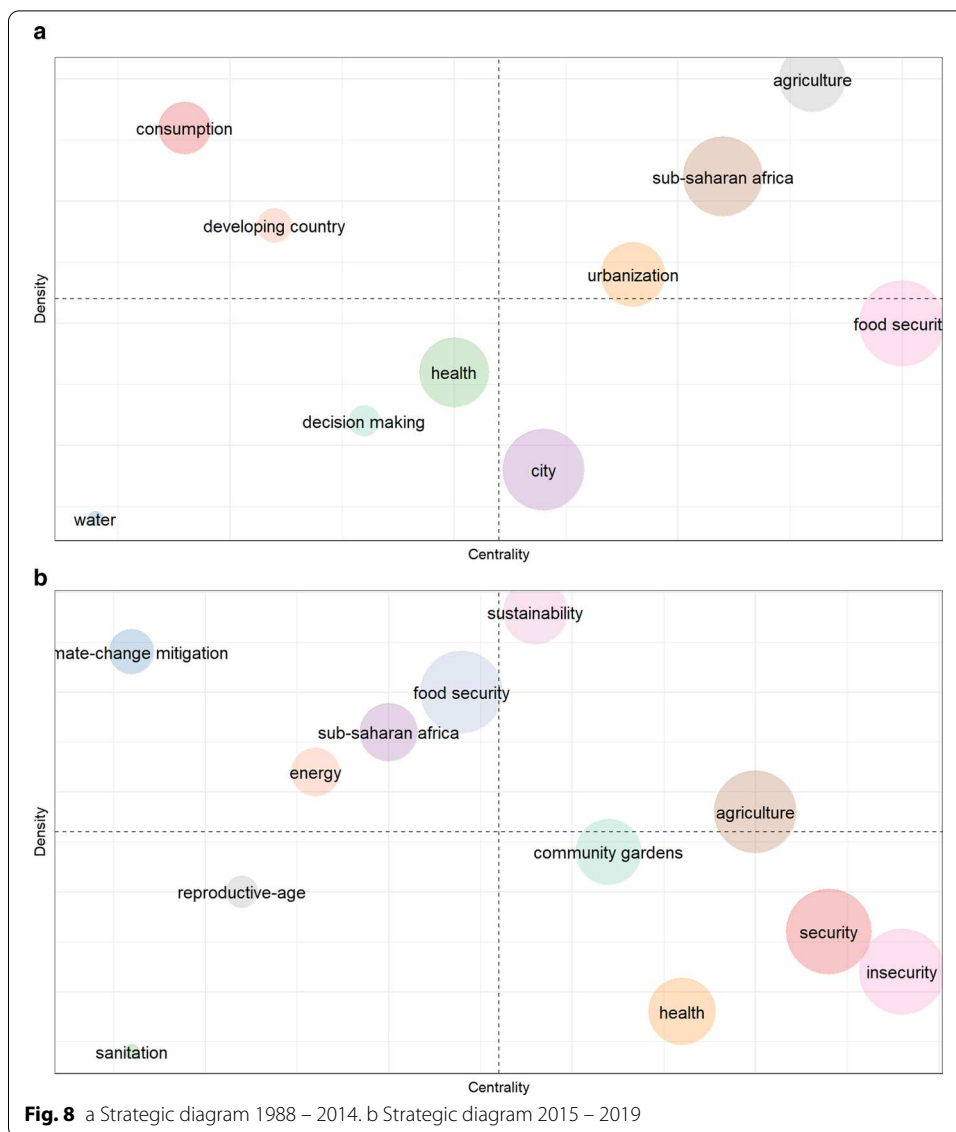 a
agriculture
consumption
sub-saharan africa
developing country
urbanization
Density
food securit
health
decision making
city
water
Centrality
b
sustainability
mate-change mitigation
food security
sub-saharan africa
energy
agriculture
Density
community gardens
reproductive-age
security
insecurity
health
sanitation
Centrality
Fig. 8 a Strategic diagram 1988 – 2014. b Strategic diagram 2015 – 2019